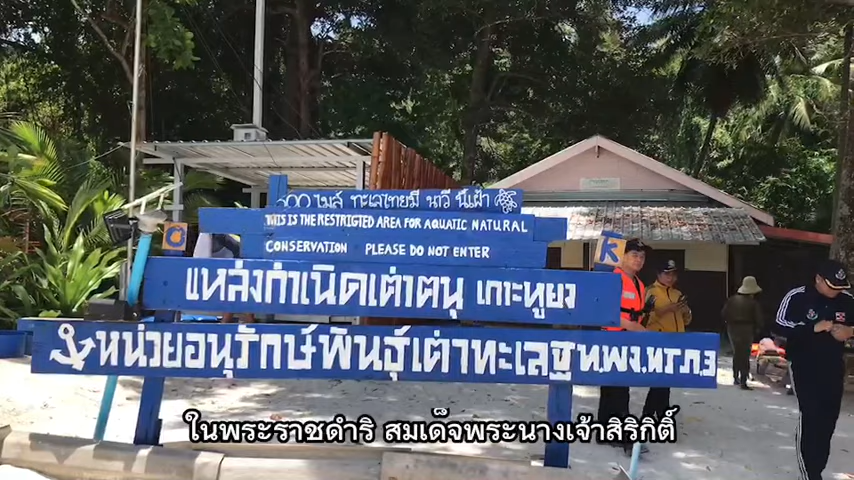 ๑๐๐ ไมล์ ทะเลไทยมี นาวี นี้เฝ้า
THIS IS THE RESTRICTED AREA FOR AQUATIC NATURAL
CONSERVATION PLEASE DO NOT ENTER
แหล่งกำเนิดเต่าตนุ เกาะหูยง
หน่วยอนุรักษ์พันธุ์เต่าทะเลฐท.พง.ทรภ.๓
ในพระราชดำริ สมเด็จพระนางเจ้าสิริกิติ์